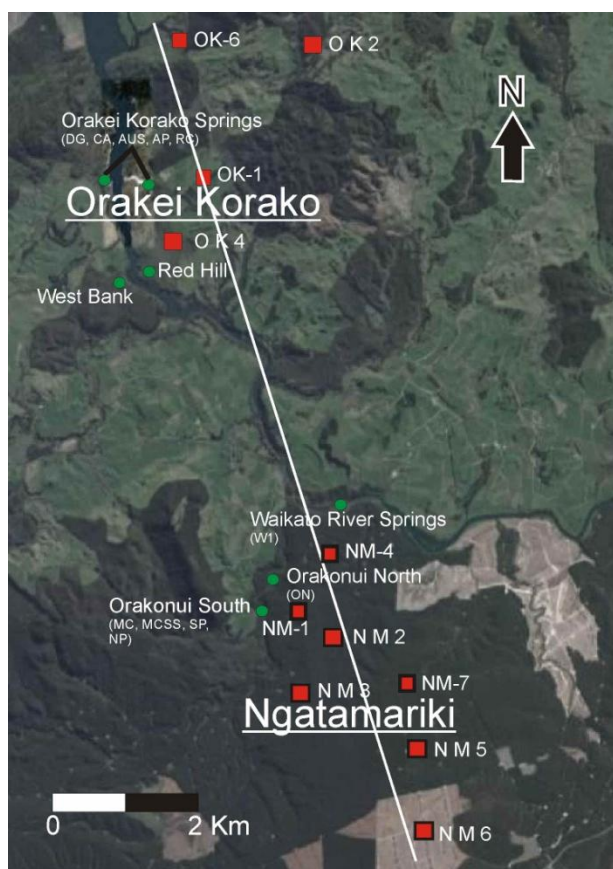 OK-6
O K 2
N
Orakei Korako Springs
(DG, CA, AUS, AP, RC)
OK-1
Orakei Korako
O K 4
Red Hill
West Bank
Waikato River Springs
(W1)
NM-4
Orakonui North
(ON)
Orakonui South
(MC, MCSS, SP,
NP)
NM-1
N M 2
NM-7
N M 3
Ngatamariki
N M 5
0
2 Km
N M 6